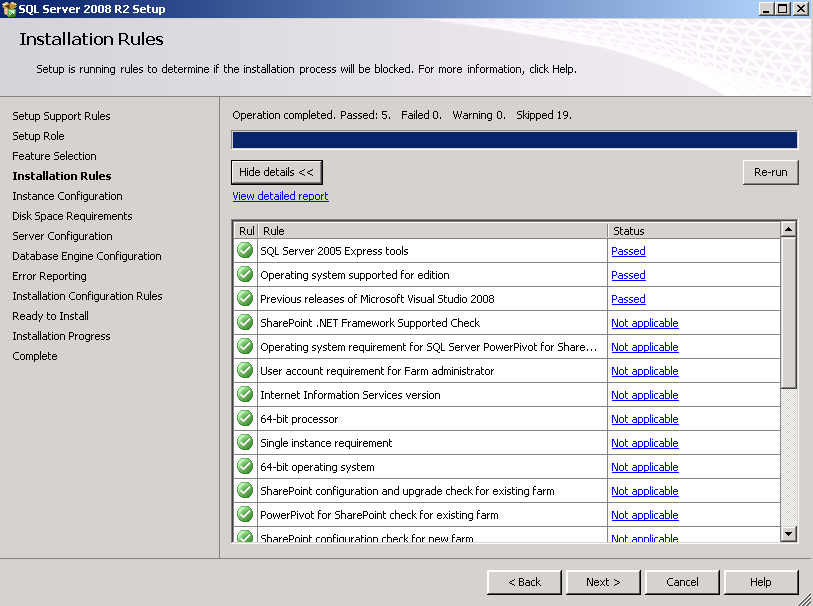 SQL Server 2008 R2 Setup
Installation Rules
Setup is running rules to determine if the installation process will be blocked. For more information, click Help.
Setup Support Rules
Setup Role
Feature Selection
Installation Rules
Instance Configuration
Disk Space Requirements
Server Configuration
Database Engine Configuration
Error Reporting
Installation Configuration Rules
Ready to Install
Installation Progress
Complete
Operation completed. Passed: 5. Failed 0. Warning 0. Skipped 19.
Hide details <<
Re-run
View detailed report
Rul Rule Status
SQL Server 2005 Express tools Passed
Operating system supported for edition Passed
Previous releases of Microsoft Visual Studio 2008 Passed
SharePoint .NET Framework Supported Check Not applicable
Operating system requirement for SQL Server PowerPivot for Share... Not applicable
User account requirement for Farm administrator Not applicable
Internet Information Services version Not applicable
64-bit processor Not applicable
Single instance requirement Not applicable
64-bit operating system Not applicable
SharePoint configuration and upgrade check for existing farm Not applicable
PowerPivot for SharePoint check for existing farm Not applicable
SharePoint configuration check for new farm Not applicable
< Back Next > Cancel Help